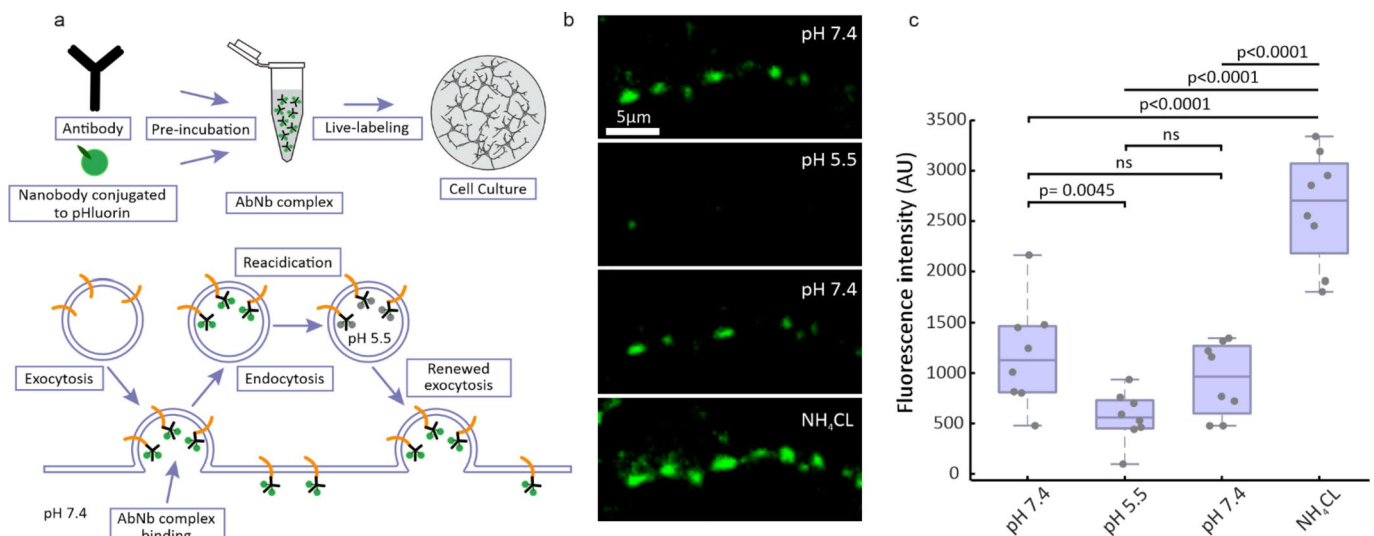 a
Antibody
Pre-incubation
Live-labeling
Nanobody conjugated
to pHluorin
AbNb complex
Cell Culture
Reacidication
pH 5.5
Exocytosis
Endocytosis
Renewed
exocytosis
pH 7.4
AbNb complex
binding
b
pH 7.4
5µm
pH 5.5
pH 7.4
NH₄CL
c
p<0.0001
p<0.0001
p<0.0001
ns
ns
p= 0.0045
Fluorescence intensity (AU)
3500
3000
2500
2000
1500
1000
500
0
pH 7.4
pH 5.5
pH 7.4
NH₄CL